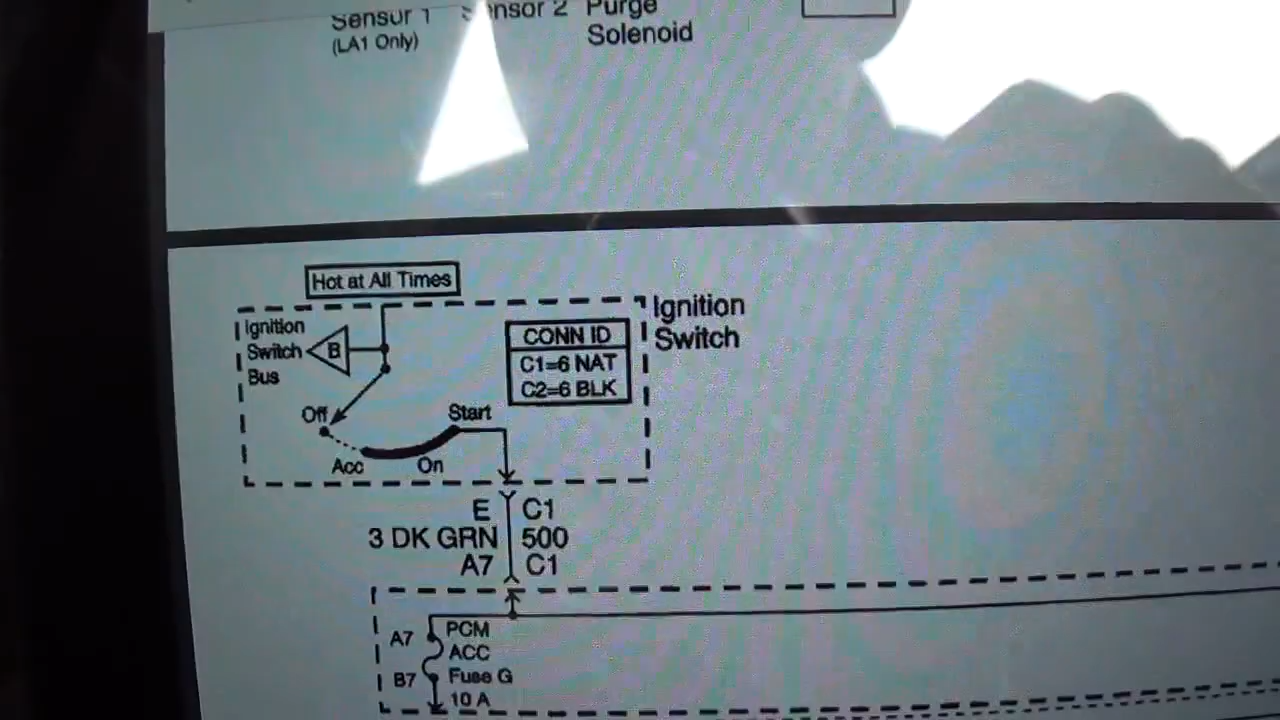 Sensor 1
Sensor 2
Purge
Solenoid
(LA1 Only)
Hot at All Times
Ignition
Switch
Bus
B
CONN ID
C1=6 NAT
C2=6 BLK
Ignition
Switch
Off
Start
Acc
On
E C1
3 DK GRN 500
A7 C1
A7
PCM
ACC
B7
Fuse G
10 A